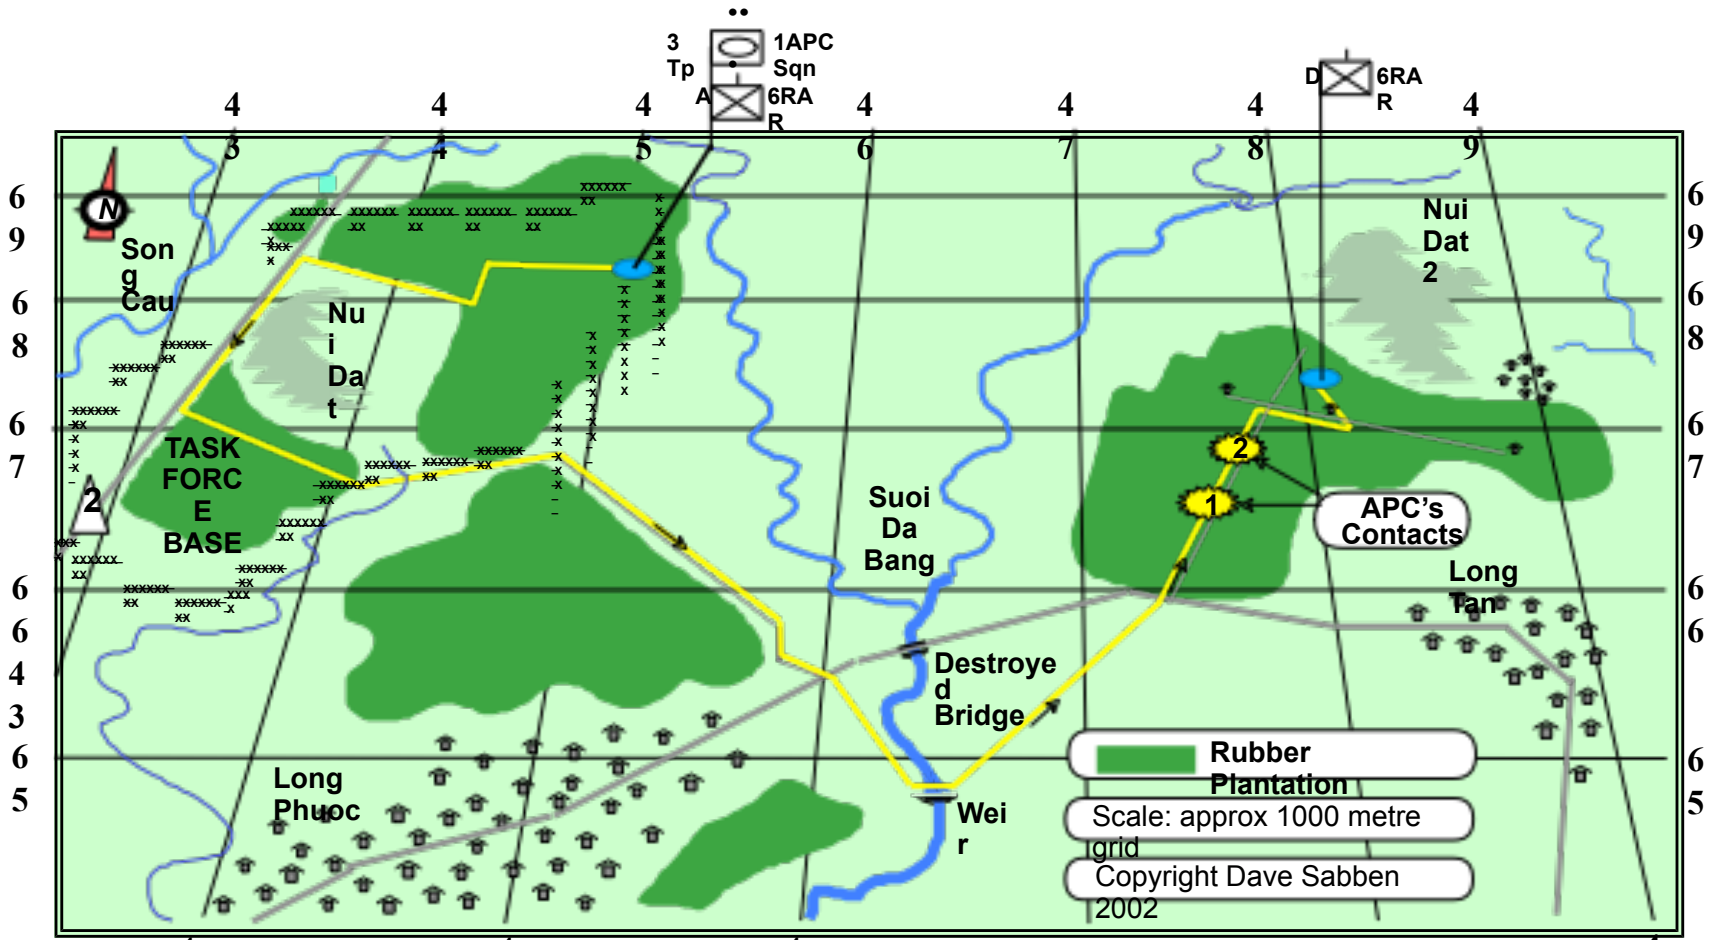 3
Tp
1APC
Sqn
A
6RA
R
D
6RA
R
4 4 4 4 4 4 4
3 4 5 6 7 8 9
6 6
9 9
N
Son
g
Cau
Nui
Dat
2
6 6
8 8
Nu
i
Da
t
6 6
7 7
TASK
FORC
E
BASE
2
2
1
Suoi
Da
Bang
APC's
Contacts
Long
Tan
6 6
6 6
4
3
Destroye
d
Bridge
6 6
5 5
Long
Phuoc
Wei
r
Rubber
Plantation
Scale: approx 1000 metre
grid
Copyright Dave Sabben
2002